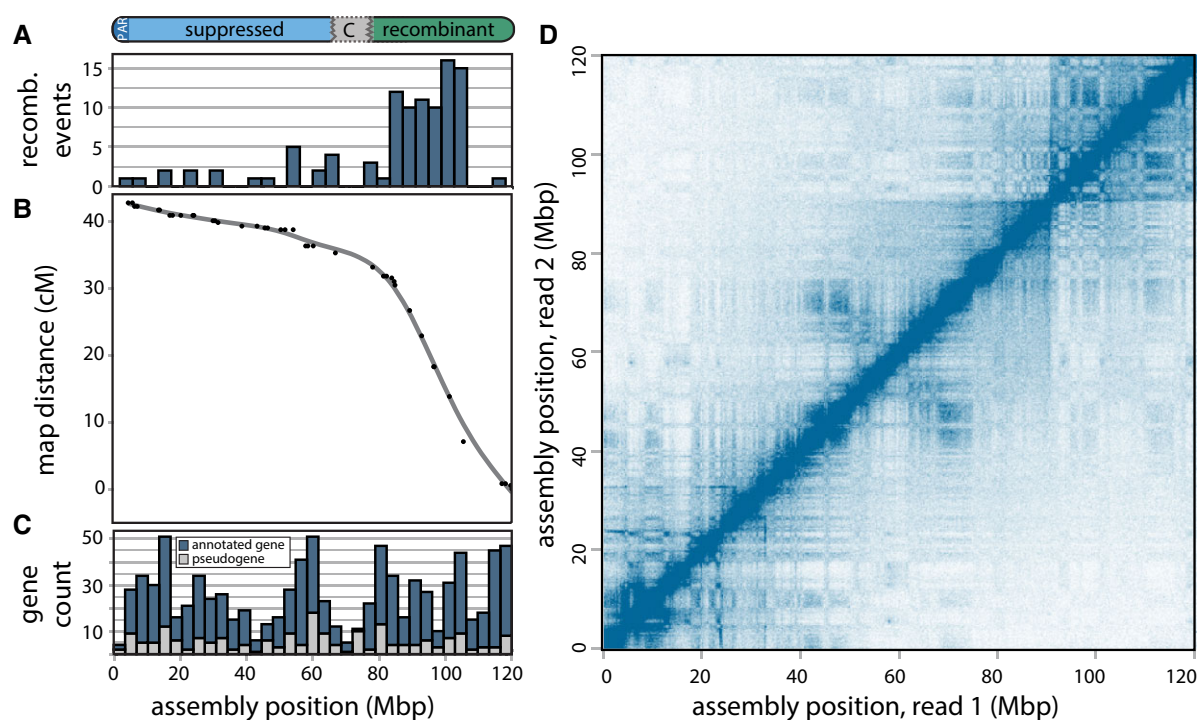 A
PAR
suppressed
C
recombinant
recomb.
events
15
10
5
0
B
map distance (cM)
40
30
20
10
0
C
gene
count
50
30
10
annotated gene
pseudogene
0 20 40 60 80 100 120
assembly position (Mbp)
D
assembly position, read 2 (Mbp)
120
100
80
60
40
20
0
0 20 40 60 80 100 120
assembly position, read 1 (Mbp)